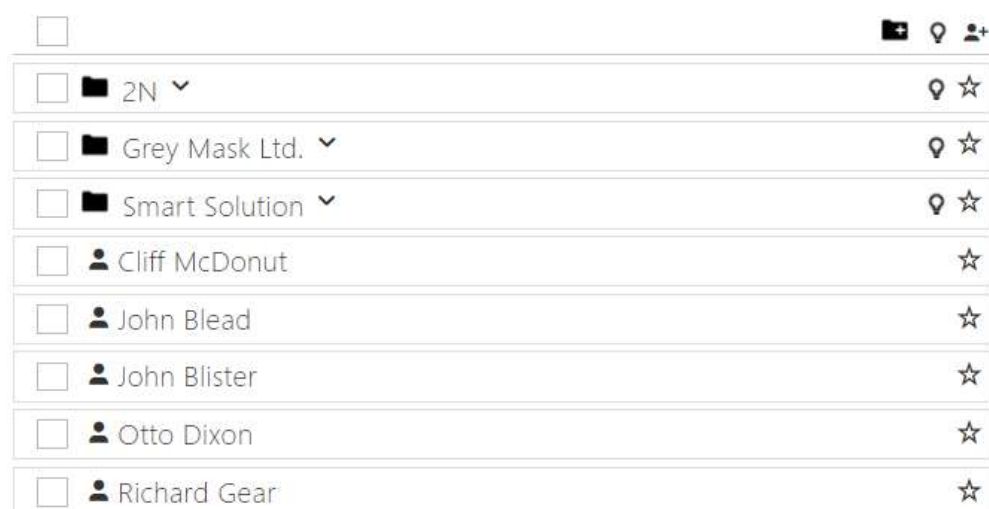 2N
Grey Mask Ltd.
Smart Solution
Cliff McDonut
John Blead
John Blister
Otto Dixon
Richard Gear